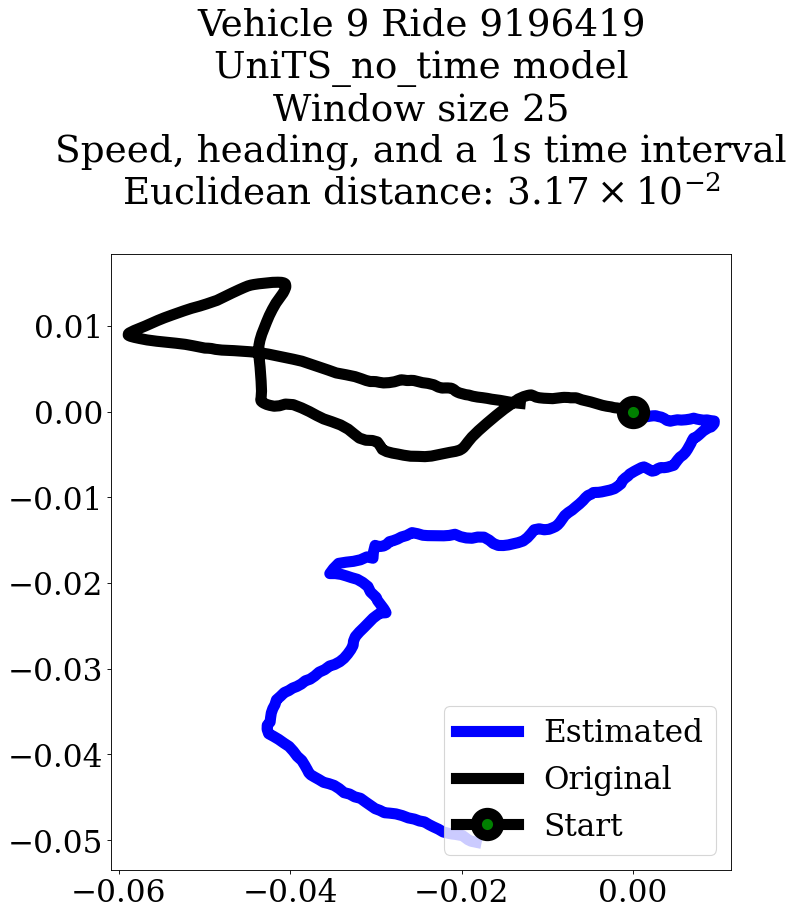 Vehicle 9 Ride 9196419
UniTS_no_time model
Window size 25
Speed, heading, and a 1s time interval
Euclidean distance: 3.17 × 10⁻²
0.01
0.00
−0.01
−0.02
−0.03
−0.04
−0.05
Estimated
Original
Start
−0.06 −0.04 −0.02 0.00